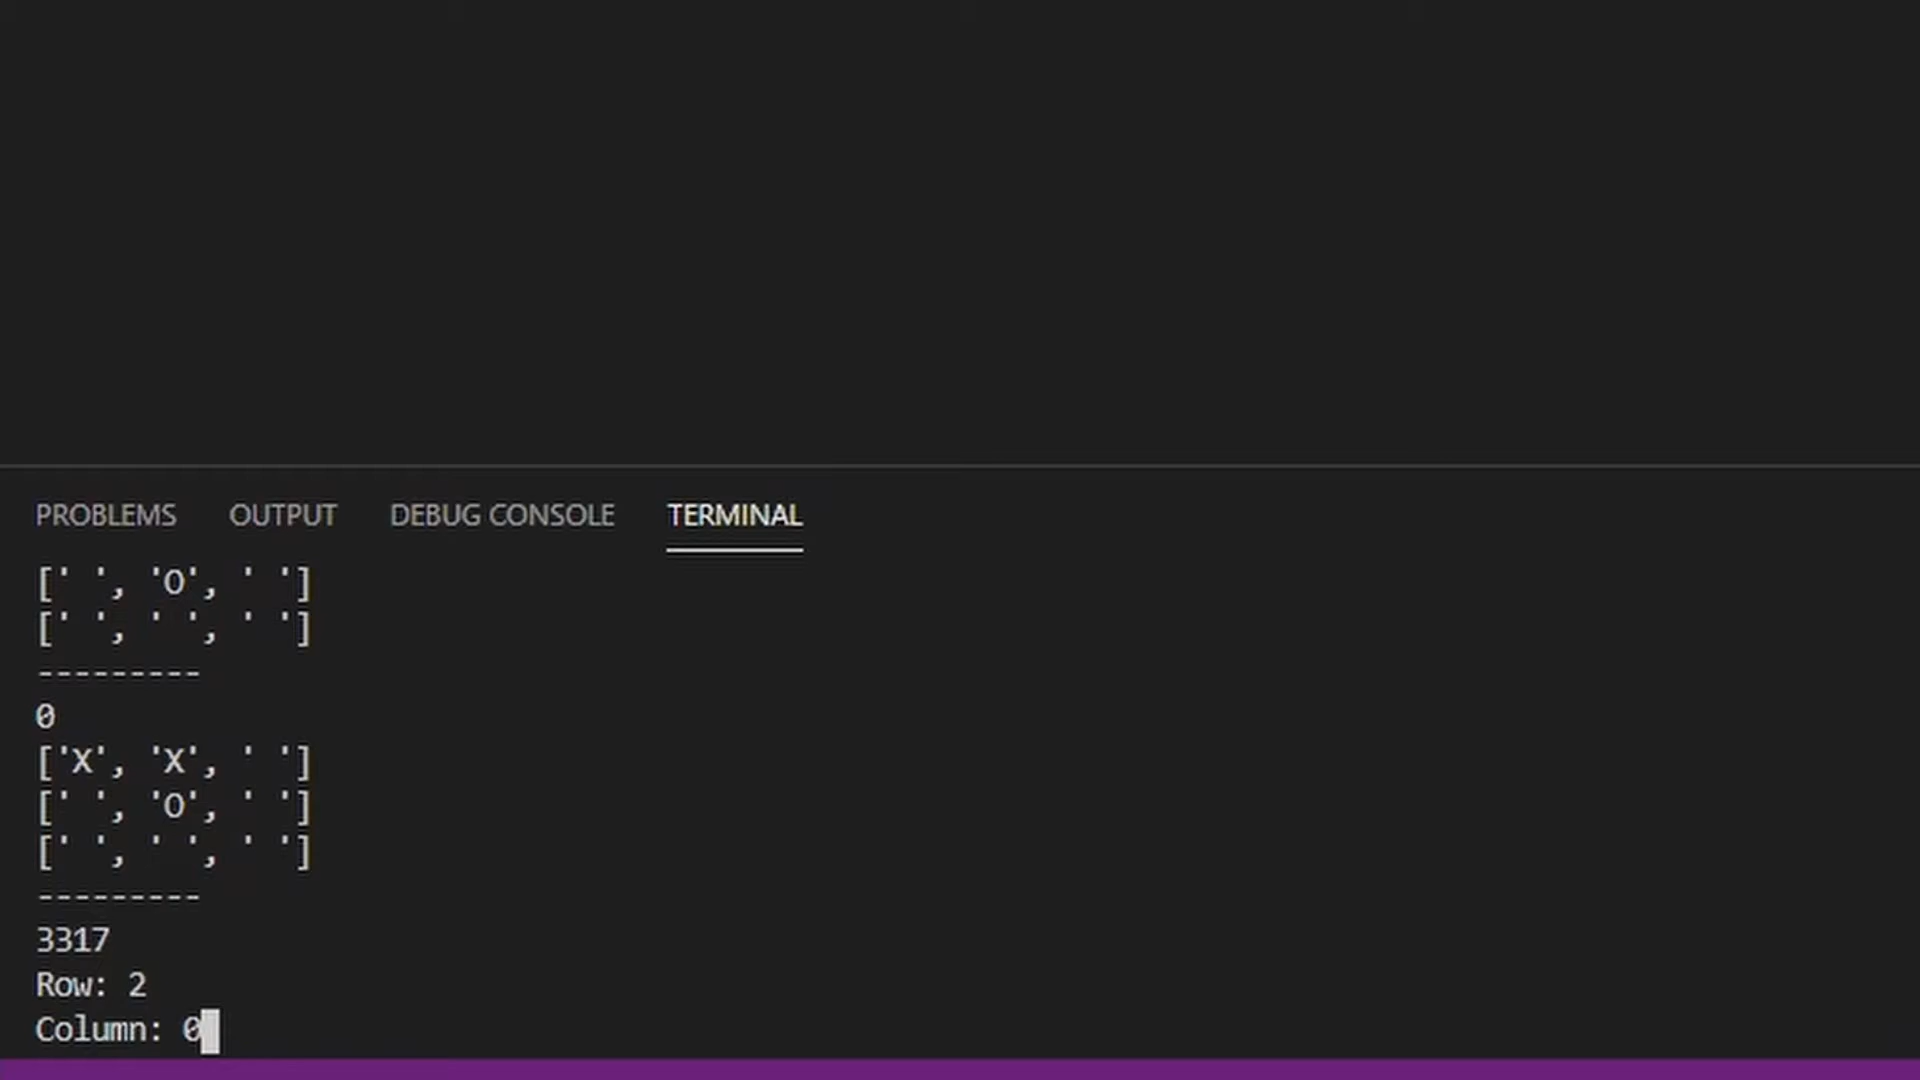 PROBLEMS OUTPUT DEBUG CONSOLE TERMINAL
[' ', 'O', ' ']
[' ', ' ', ' ']
---------
0
['X', 'X', ' ']
[' ', 'O', ' ']
[' ', ' ', ' ']
---------
3317
Row: 2
Column: 0